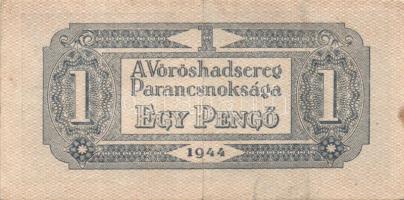 1
A Vöröshadsereg
Parancsnoksága
1 EGY PENGŐ 1
1944